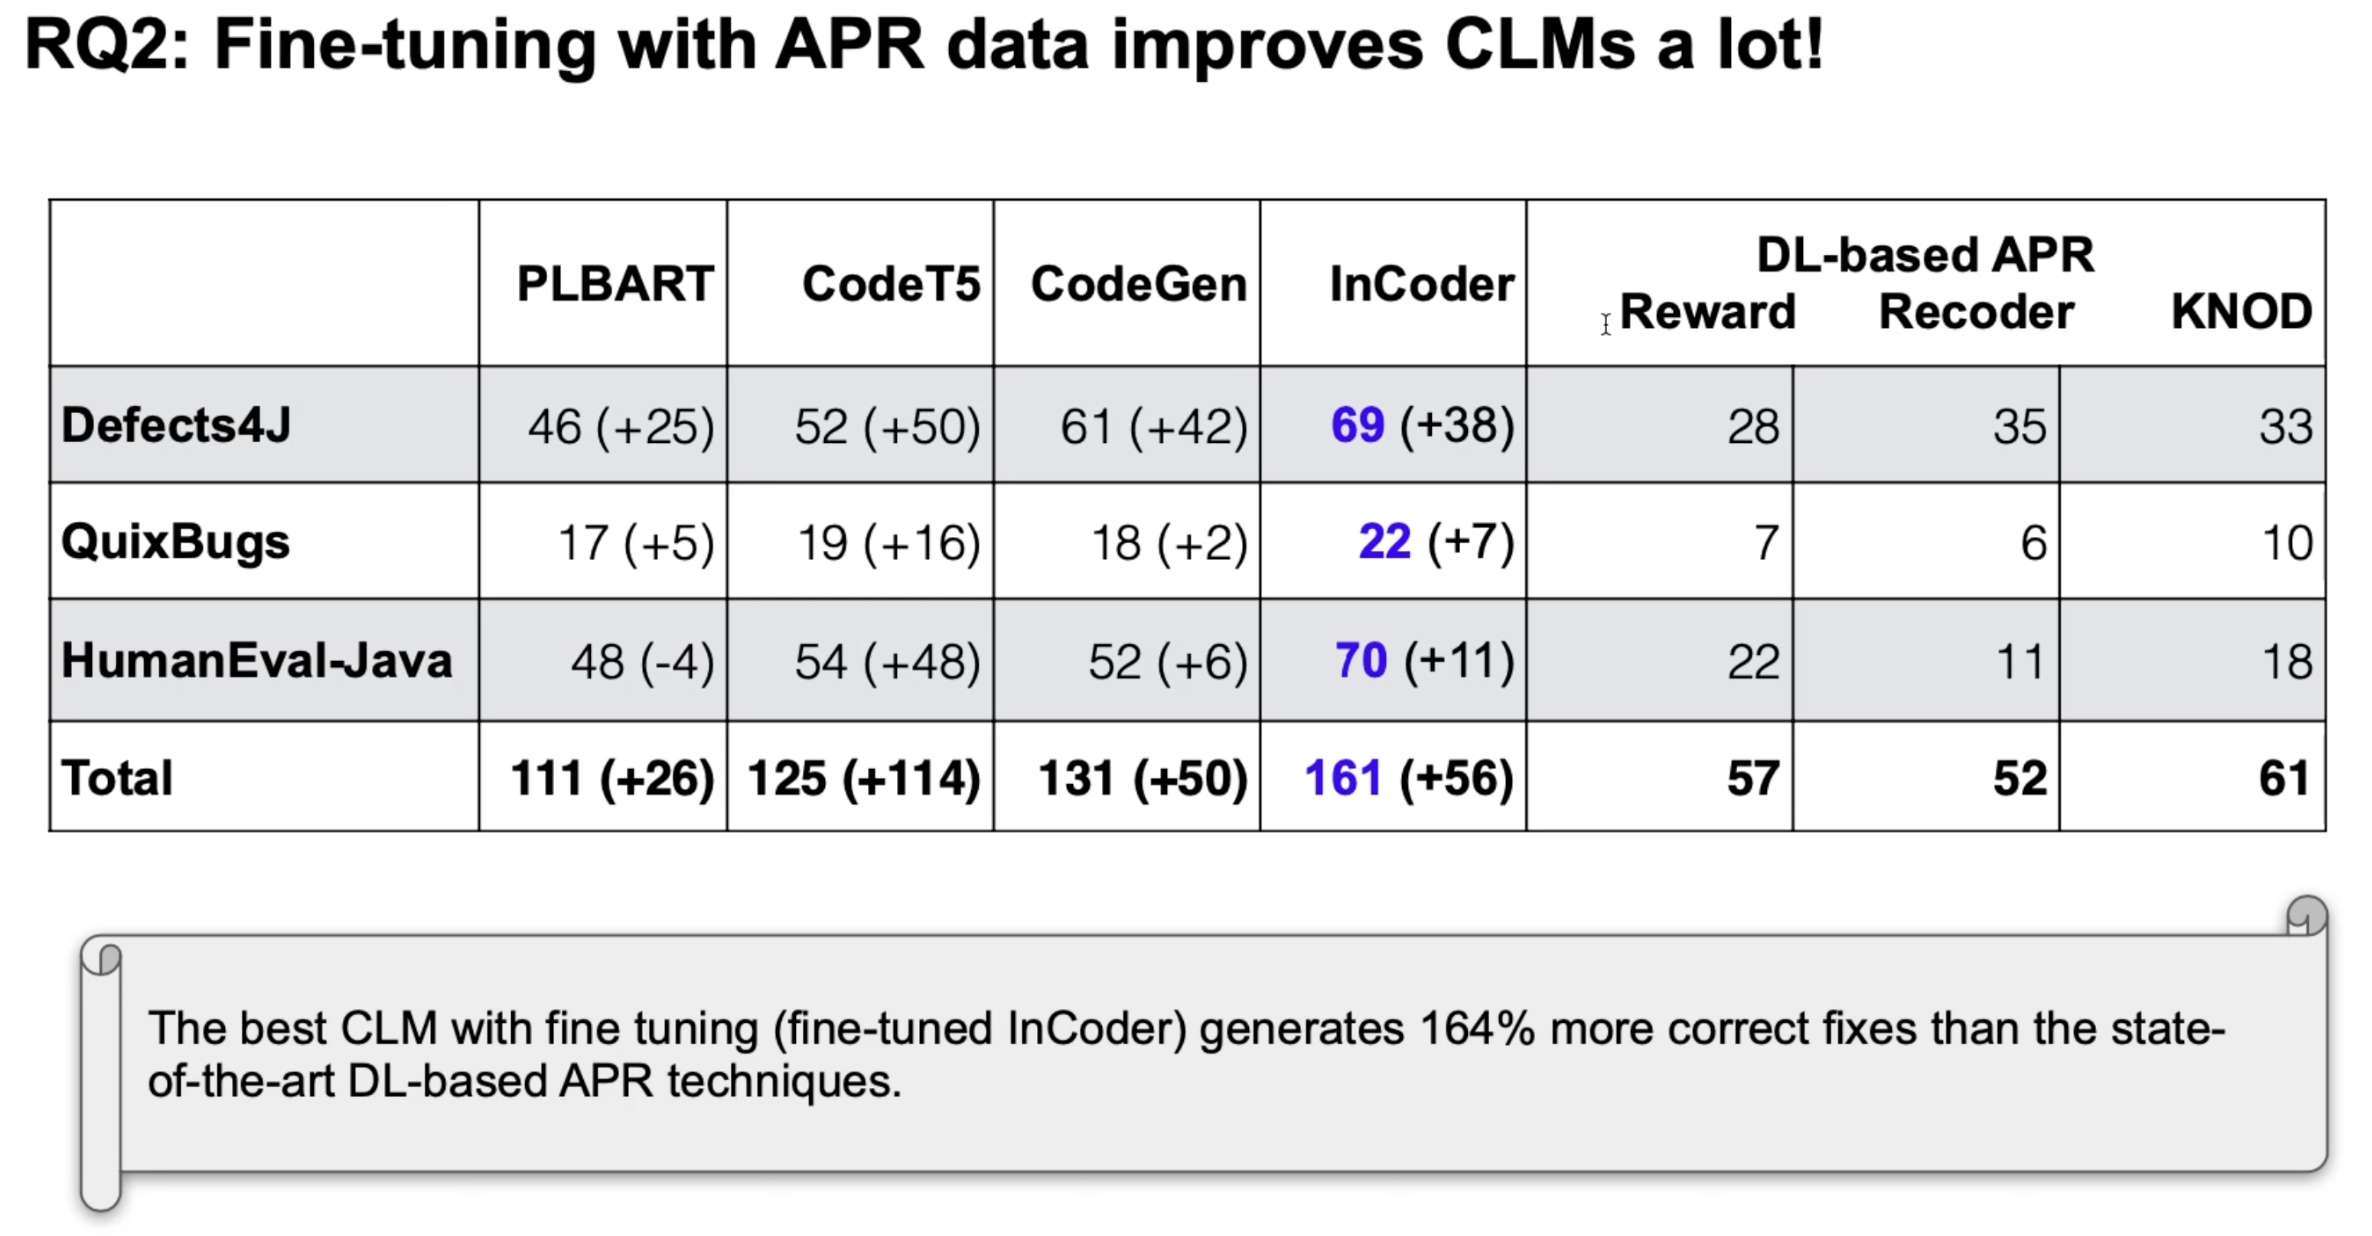 RQ2: Fine-tuning with APR data improves CLMs a lot!
PLBART CodeT5 CodeGen InCoder DL-based APR
Reward Recoder KNOD
Defects4J 46 (+25) 52 (+50) 61 (+42) 69 (+38) 28 35 33
QuixBugs 17 (+5) 19 (+16) 18 (+2) 22 (+7) 7 6 10
HumanEval-Java 48 (-4) 54 (+48) 52 (+6) 70 (+11) 22 11 18
Total 111 (+26) 125 (+114) 131 (+50) 161 (+56) 57 52 61
The best CLM with fine tuning (fine-tuned InCoder) generates 164% more correct fixes than the state-
of-the-art DL-based APR techniques.